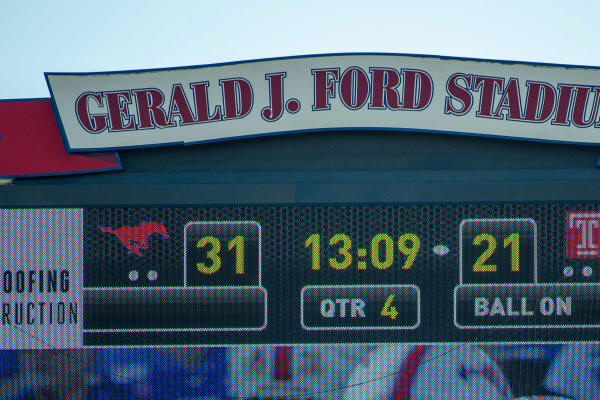 GERALD J. FORD STADIU
31 13:09 21
OOFING
RUCTION
QTR 4
BALL ON
T